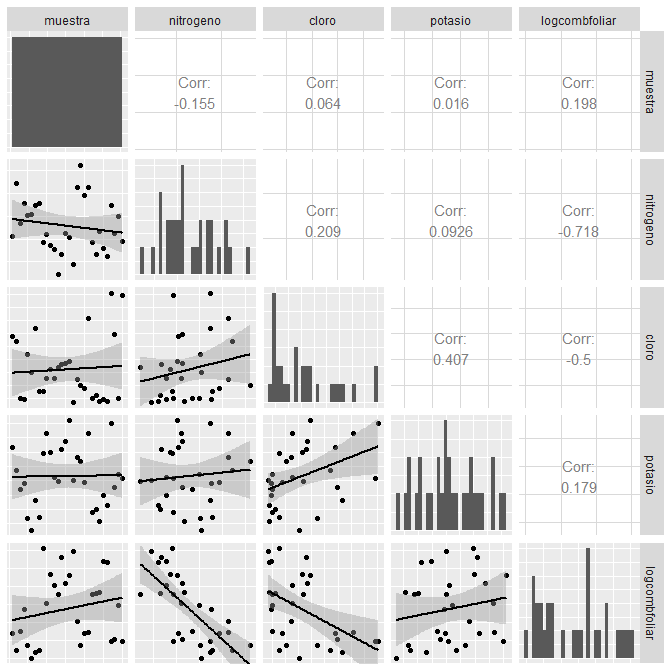 muestra nitrogeno cloro potasio logcombfoliar
Corr: Corr: Corr: Corr:
-0.155 0.064 0.016 0.198
muestra
Corr: Corr: Corr:
0.209 0.0926 -0.718
nitrogeno
Corr: Corr:
0.407 -0.5
cloro
Corr:
0.179
potasio
logcombfoliar